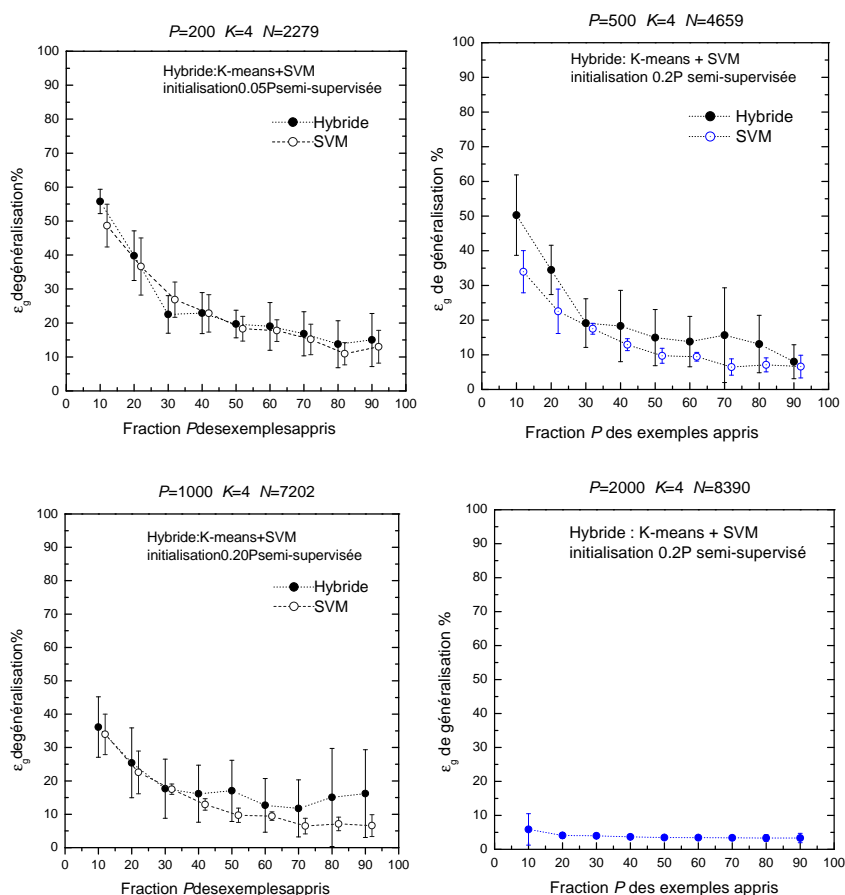 P=200 K=4 N=2279
Hybride:K-means+SVM
initialisation0.05Psemi-supervisée
Hybride
SVM
100
90
80
70
60
50
40
30
20
10
0
εg degénéralisation%
0 10 20 30 40 50 60 70 80 90 100
Fraction Pdesexemplesappris
P=500 K=4 N=4659
Hybride: K-means + SVM
initialisation 0.2P semi-supervisée
Hybride
SVM
100
90
80
70
60
50
40
30
20
10
0
εg de généralisation %
0 10 20 30 40 50 60 70 80 90 100
Fraction P des exemples appris
P=1000 K=4 N=7202
Hybride:K-means+SVM
initialisation0.20Psemi-supervisée
Hybride
SVM
100
90
80
70
60
50
40
30
20
10
0
εg degénéralisation%
0 10 20 30 40 50 60 70 80 90 100
Fraction Pdesexemplesappris
P=2000 K=4 N=8390
Hybride : K-means + SVM
initialisation 0.2P semi-supervisé
100
90
80
70
60
50
40
30
20
10
0
εg de généralisation %
0 10 20 30 40 50 60 70 80 90 100
Fraction P des exemples appris